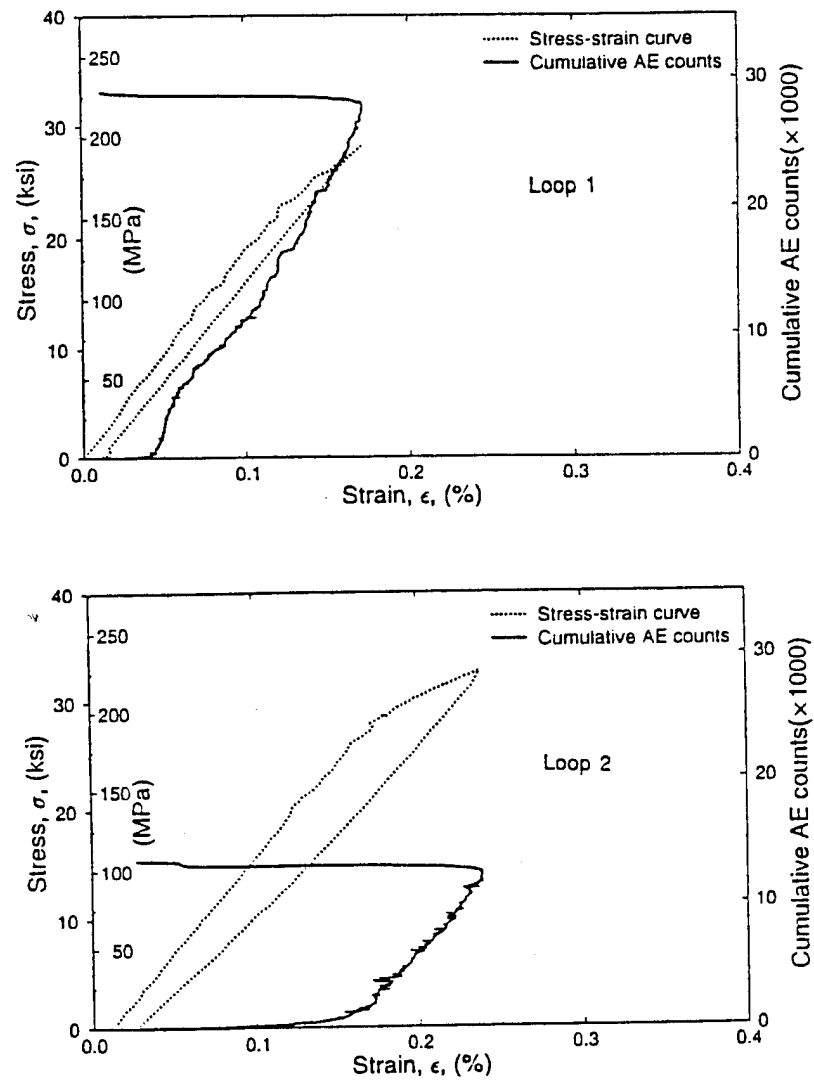 40
30
20
10
0
250
200
150
100
50
Stress, σ, (ksi)
(MPa)
Stress-strain curve
Cumulative AE counts
Loop 1
30
20
10
0
Cumulative AE counts(×1000)
0.0
0.1
0.2
0.3
0.4
Strain, ϵ, (%)
40
30
20
10
0
250
200
150
100
50
Stress, σ, (ksi)
(MPa)
Stress-strain curve
Cumulative AE counts
Loop 2
30
20
10
0
Cumulative AE counts(×1000)
0.0
0.1
0.2
0.3
0.4
Strain, ϵ, (%)